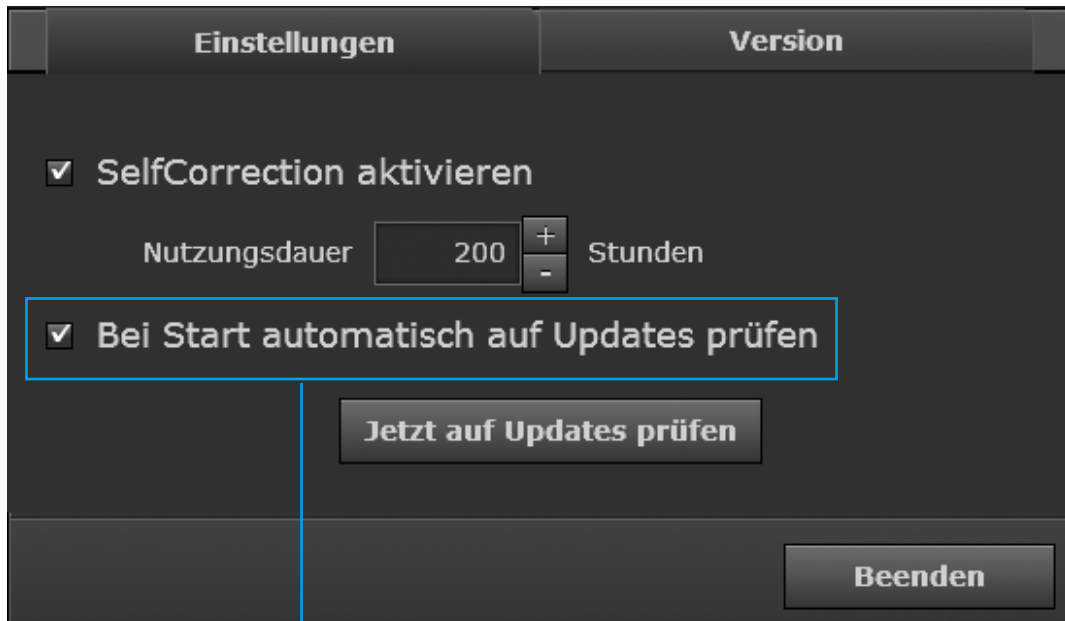 Einstellungen Version
SelfCorrection aktivieren
Nutzungsdauer 200 + - Stunden
Bei Start automatisch auf Updates prüfen
Jetzt auf Updates prüfen
Beenden